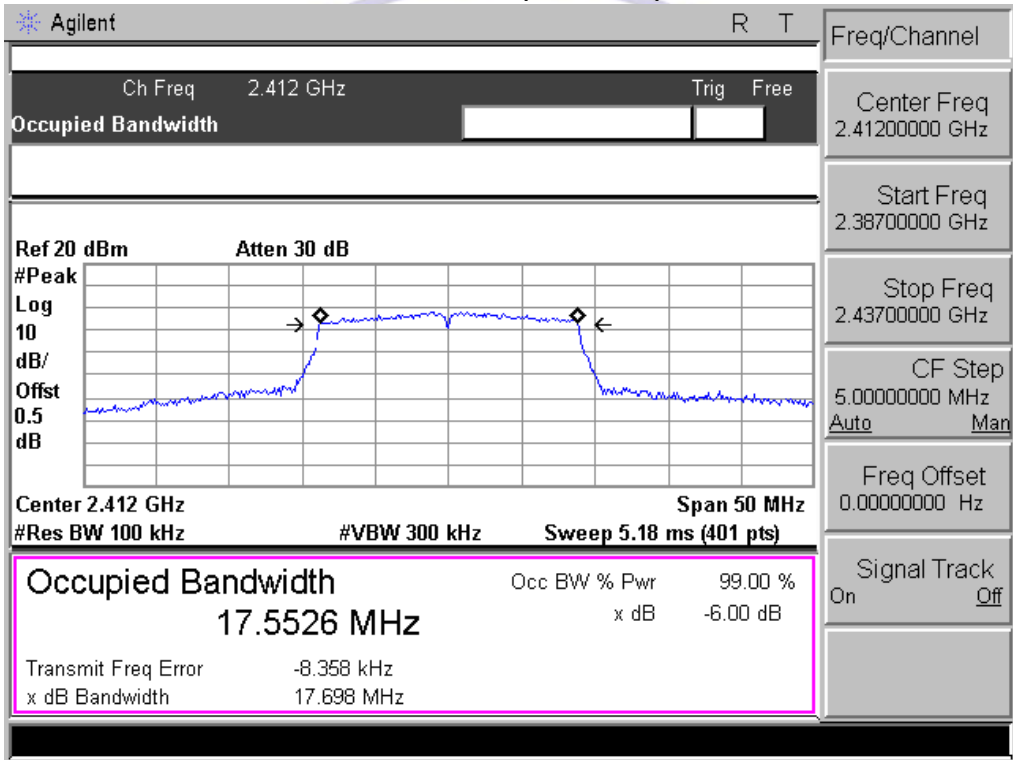 Agilent R T
Ch Freq 2.412 GHz Trig Free
Occupied Bandwidth
Ref 20 dBm Atten 30 dB
#Peak
Log
10
dB/
Offst
0.5
dB
Center 2.412 GHz Span 50 MHz
#Res BW 100 kHz #VBW 300 kHz Sweep 5.18 ms (401 pts)
Occupied Bandwidth
17.5526 MHz
Occ BW % Pwr 99.00 %
x dB -6.00 dB
Transmit Freq Error -8.358 kHz
x dB Bandwidth 17.698 MHz
Freq/Channel
Center Freq
2.41200000 GHz
Start Freq
2.38700000 GHz
Stop Freq
2.43700000 GHz
CF Step
5.00000000 MHz
Auto Man
Freq Offset
0.00000000 Hz
Signal Track
On Off